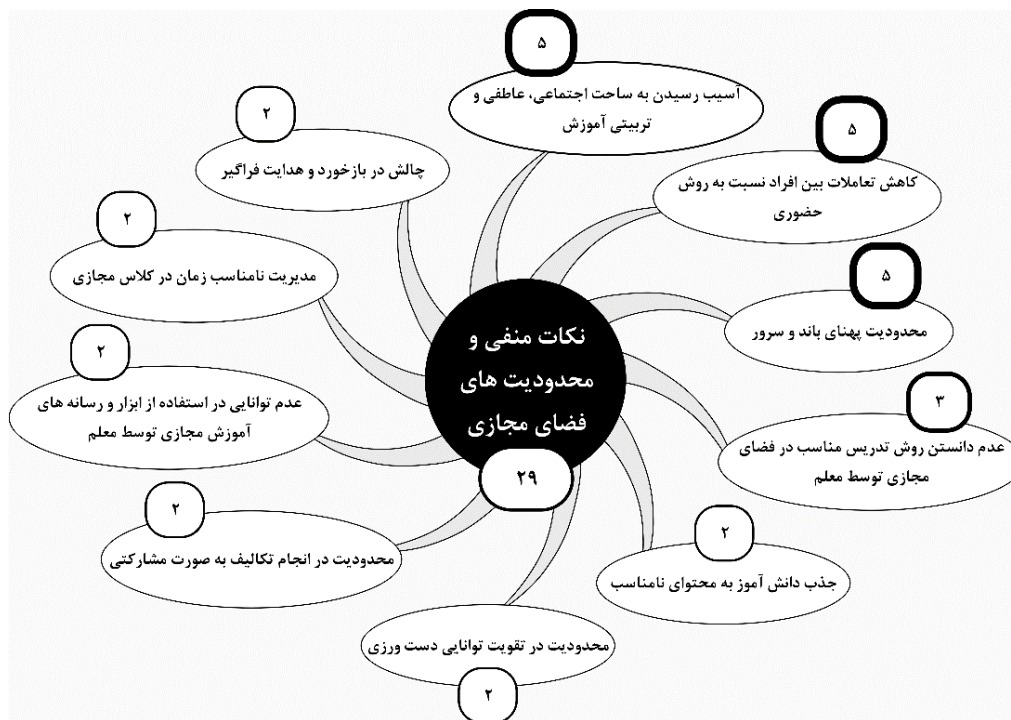 نکات منفی و
محدودیت های
فضای مجازی
۲۹
۵
آسیب رسیدن به ساحت اجتماعی، عاطفی و
تربیتی آموزش
۵
کاهش تعاملات بین افراد نسبت به روش
حضوری
۵
محدودیت پهنای باند و سرور
۳
عدم دانستن روش تدریس مناسب در فضای
مجازی توسط معلم
۲
جذب دانش آموز به محتوای نامناسب
محدودیت در تقویت توانایی دست ورزی
۲
۲
محدودیت در انجام تکالیف به صورت مشارکتی
۲
عدم توانایی در استفاده از ابزار و رسانه های
آموزش مجازی توسط معلم
۲
مدیریت نامناسب زمان در کلاس مجازی
۲
چالش در بازخورد و هدایت فراگیر